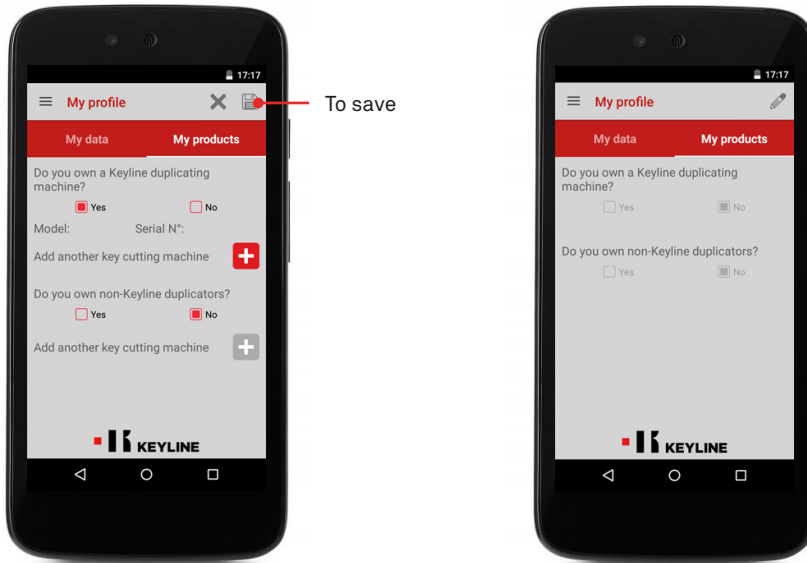 17:17
My profile
To save
My data
My products
Do you own a Keyline duplicating
machine?
Yes
No
Model:
Serial N°:
Add another key cutting machine
Do you own non-Keyline duplicators?
Yes
No
Add another key cutting machine
KEYLINE
17:17
My profile
My data
My products
Do you own a Keyline duplicating
machine?
Yes
No
Do you own non-Keyline duplicators?
Yes
No
KEYLINE